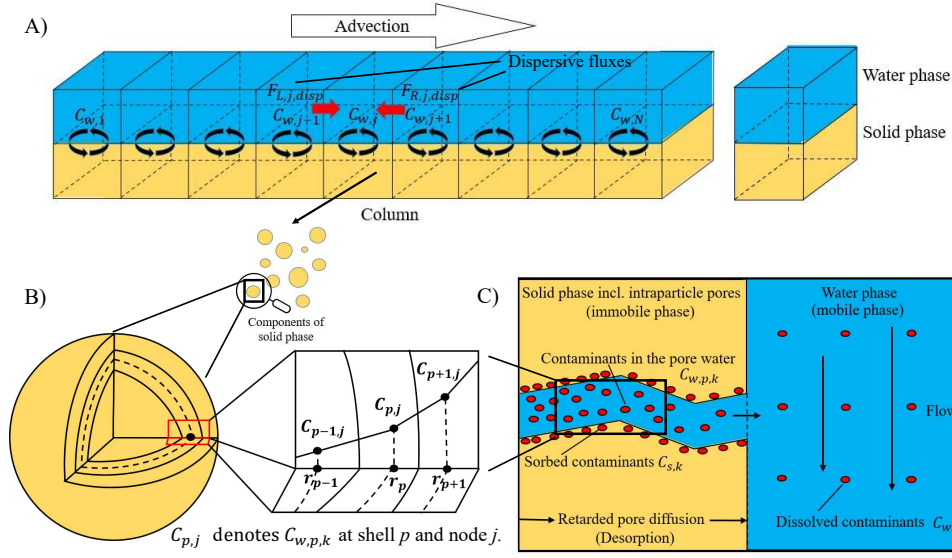 A)
Advection
Dispersive fluxes
F_{L,j,disp}
F_{R,j,disp}
C_{w,1}
C_{w,j+1}
C_{w,j}
C_{w,j+1}
C_{w,N}
Water phase
Solid phase
Column
B)
Components of
solid phase
C_{p+1,j}
C_{p,j}
C_{p-1,j}
r_{p-1}
r_p
r_{p+1}
C_{p,j} denotes C_{w,p,k} at shell p and node j.
C)
Solid phase incl. intraparticle pores
(immobile phase)
Water phase
(mobile phase)
Contaminants in the pore water
C_{w,p,k}
Flow
Sorbed contaminants C_{s,k}
Retarded pore diffusion
(Desorption)
Dissolved contaminants C_w